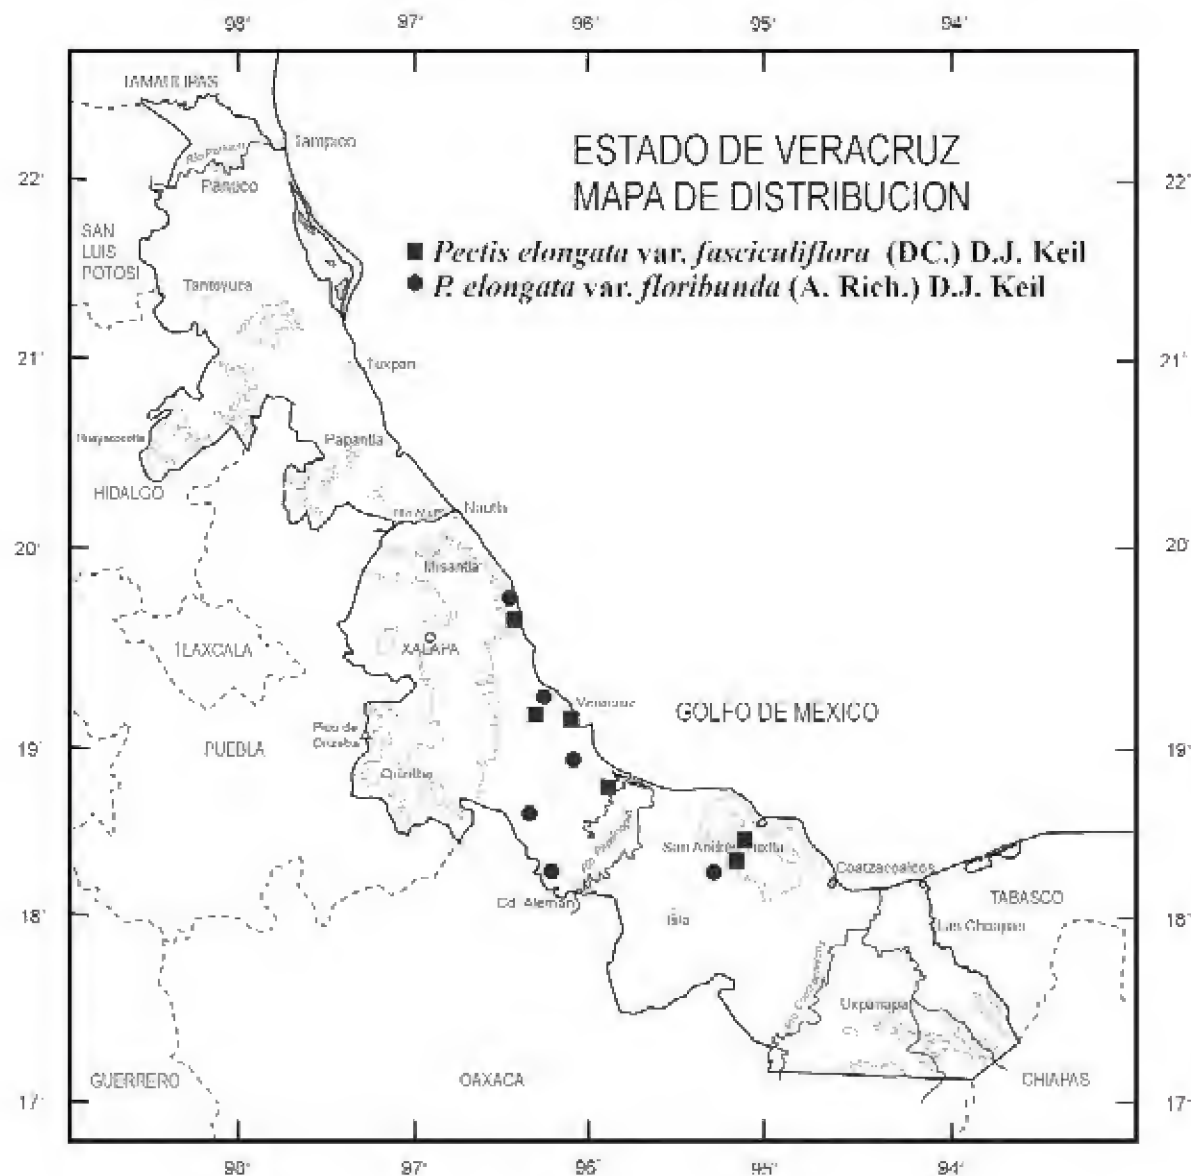 98° 97° 96° 95° 94°
TAMAULIPAS
Tampico
Pánuco
22° 22°
ESTADO DE VERACRUZ
MAPA DE DISTRIBUCION
■ Pectis elongata var. fasciculiflora (DC.) D.J. Keil
● P. elongata var. floribunda (A. Rich.) D.J. Keil
SAN
LUIS
POTOSI
Tantoyuca
21° 21°
Tuxpan
Papantla
HIDALGO
Nautla
20° 20°
Misantla
TLAXCALA
XALAPA
Veracruz
GOLFO DE MEXICO
Pico de
Orizaba
PUEBLA
19° 19°
Orizaba
Río Papaloapan
San Andrés Tuxtla
Coatzacoalcos
TABASCO
Cd. Alemán
Isla
18° 18°
Las Choapas
Río Coatzacoalcos
Uxpanapa
GUERRERO
OAXACA
CHIAPAS
17° 17°
98° 97° 96° 95° 94°